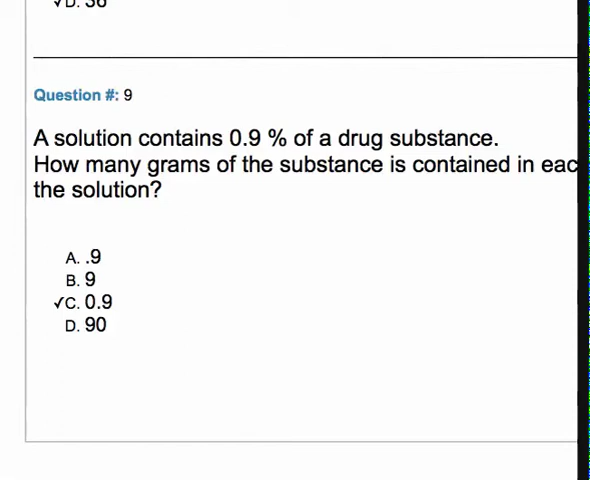 Question #: 9
A solution contains 0.9 % of a drug substance.
How many grams of the substance is contained in
the solution?
A. .9
B. 9
✓C. 0.9
D. 90